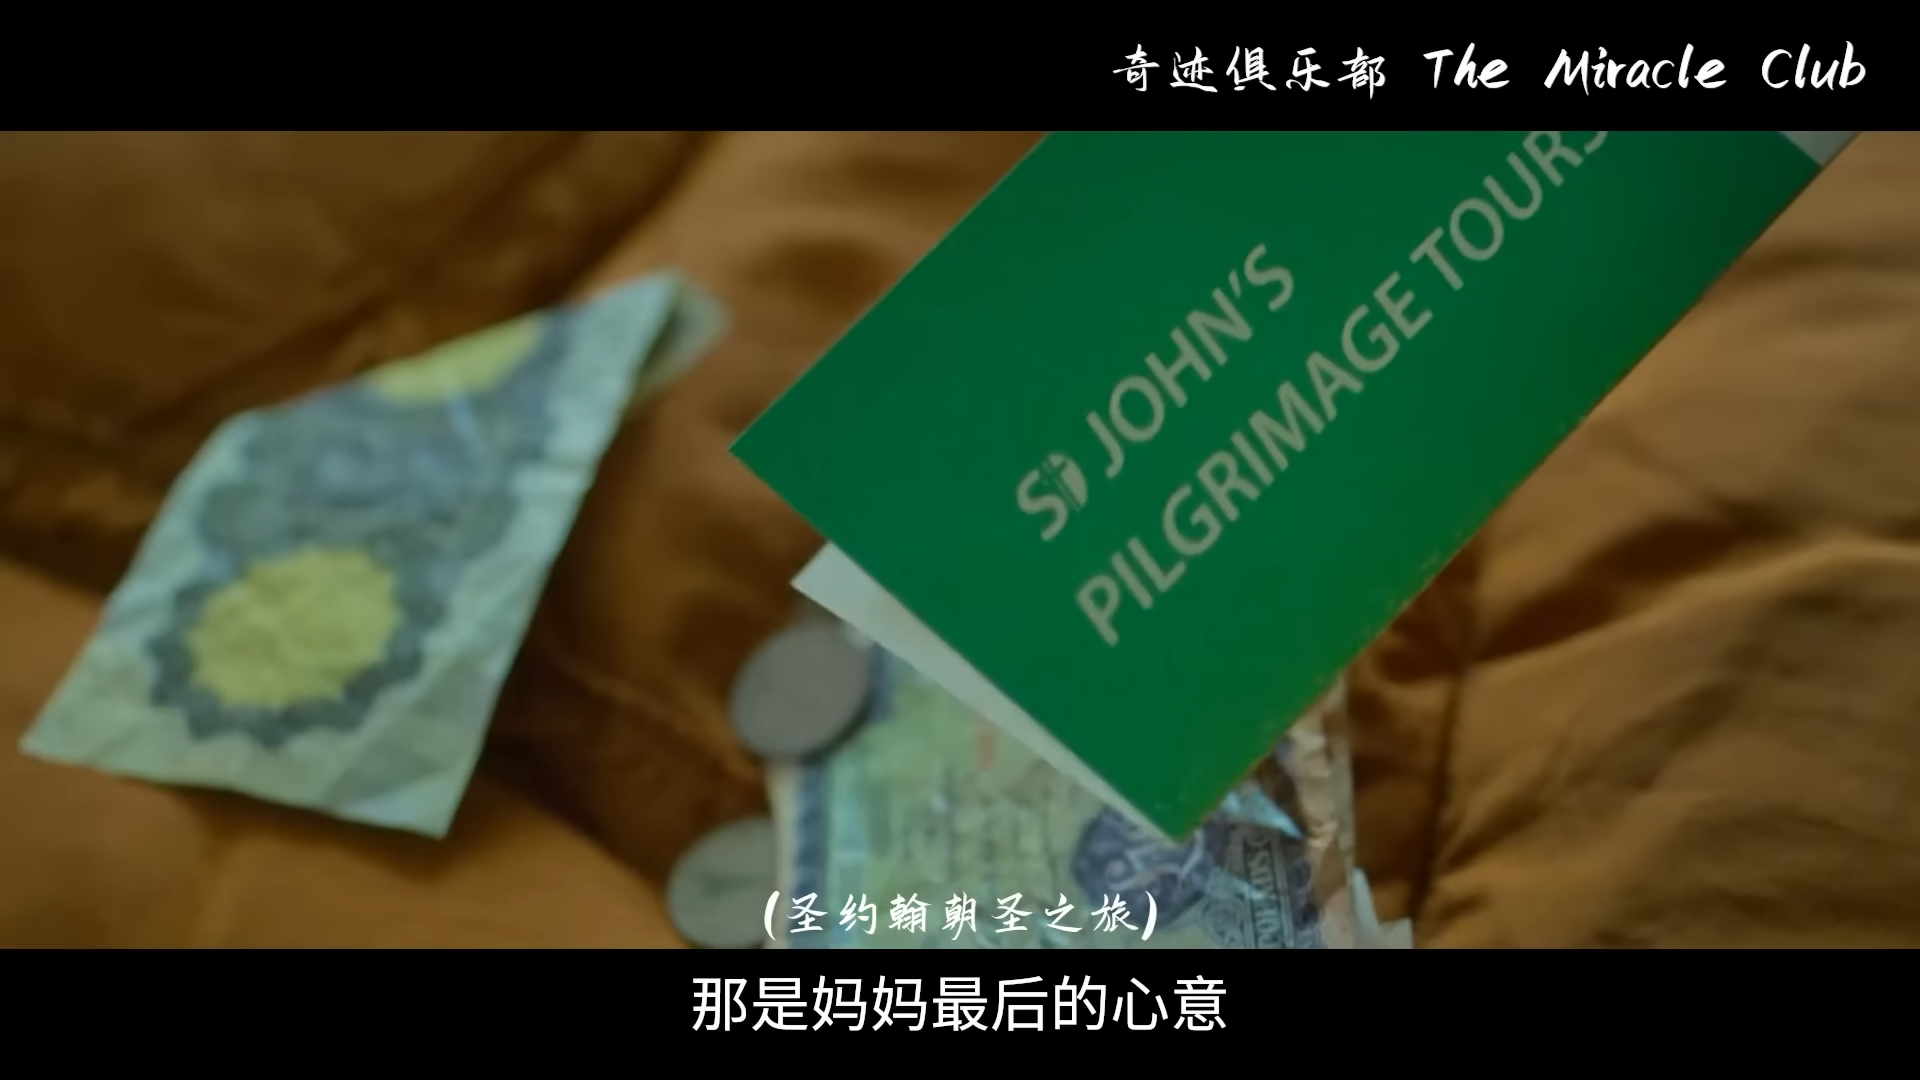 奇迹俱乐部 The Miracle Club
ST JOHN'S
PILGRIMAGE TOURS
(圣约翰朝圣之旅)
那是妈妈最后的心意